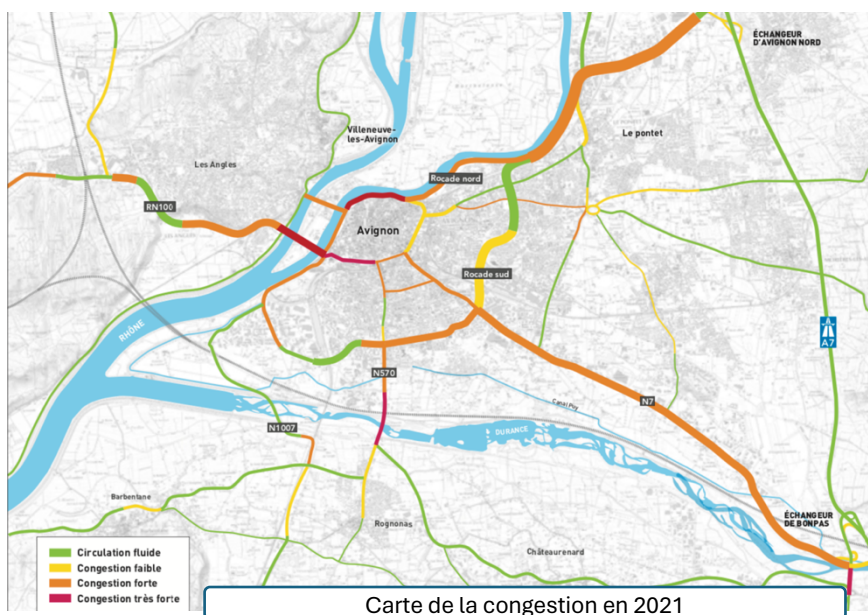 ÉCHANGEUR
D'AVIGNON NORD
Villeneuve-
les-Avignon
Le pontet
Les Angles
Rocade nord
RN100
Avignon
Rocade sud
RHÔNE
A7
N570
N7
Canal Puy
N1007
DURANCE
Barbentane
ÉCHANGEUR
DE BONPAS
Rognonas
Châteaurenard
Circulation fluide
Congestion faible
Congestion forte
Congestion très forte
Carte de la congestion en 2021